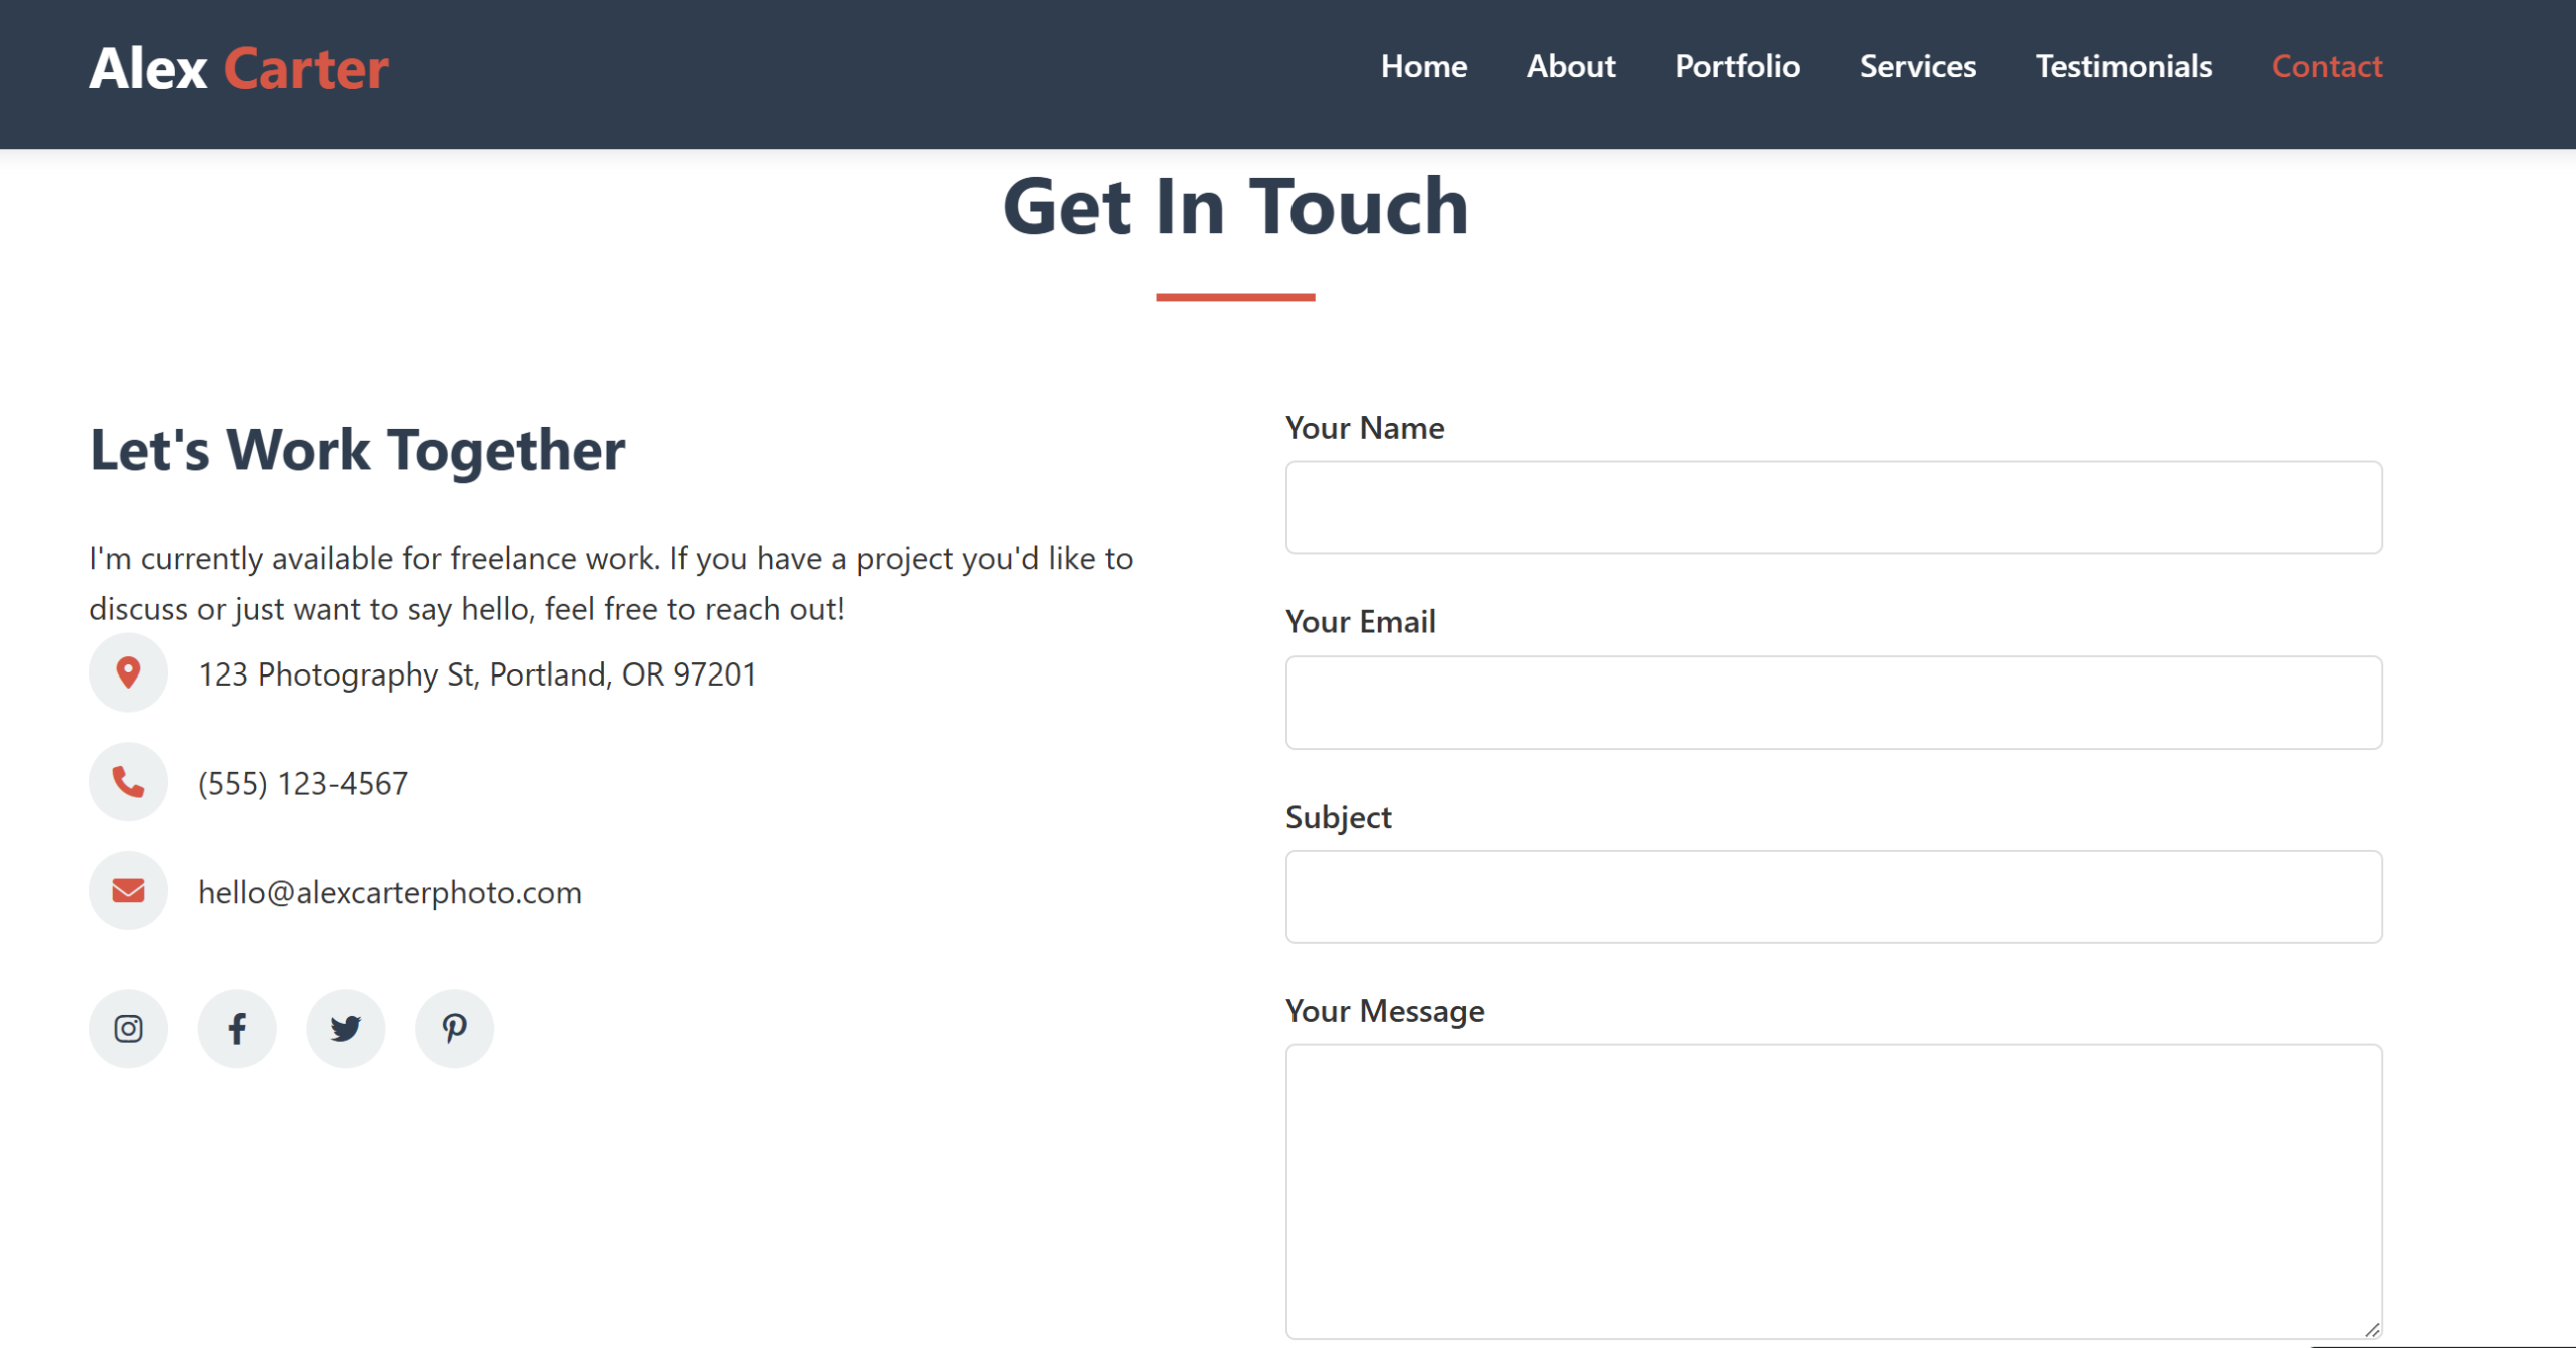 Alex Carter
Home About Portfolio Services Testimonials Contact
Get In Touch
Let's Work Together
I'm currently available for freelance work. If you have a project you'd like to
discuss or just want to say hello, feel free to reach out!
123 Photography St, Portland, OR 97201
(555) 123-4567
hello@alexcarterphoto.com
Your Name
Your Email
Subject
Your Message